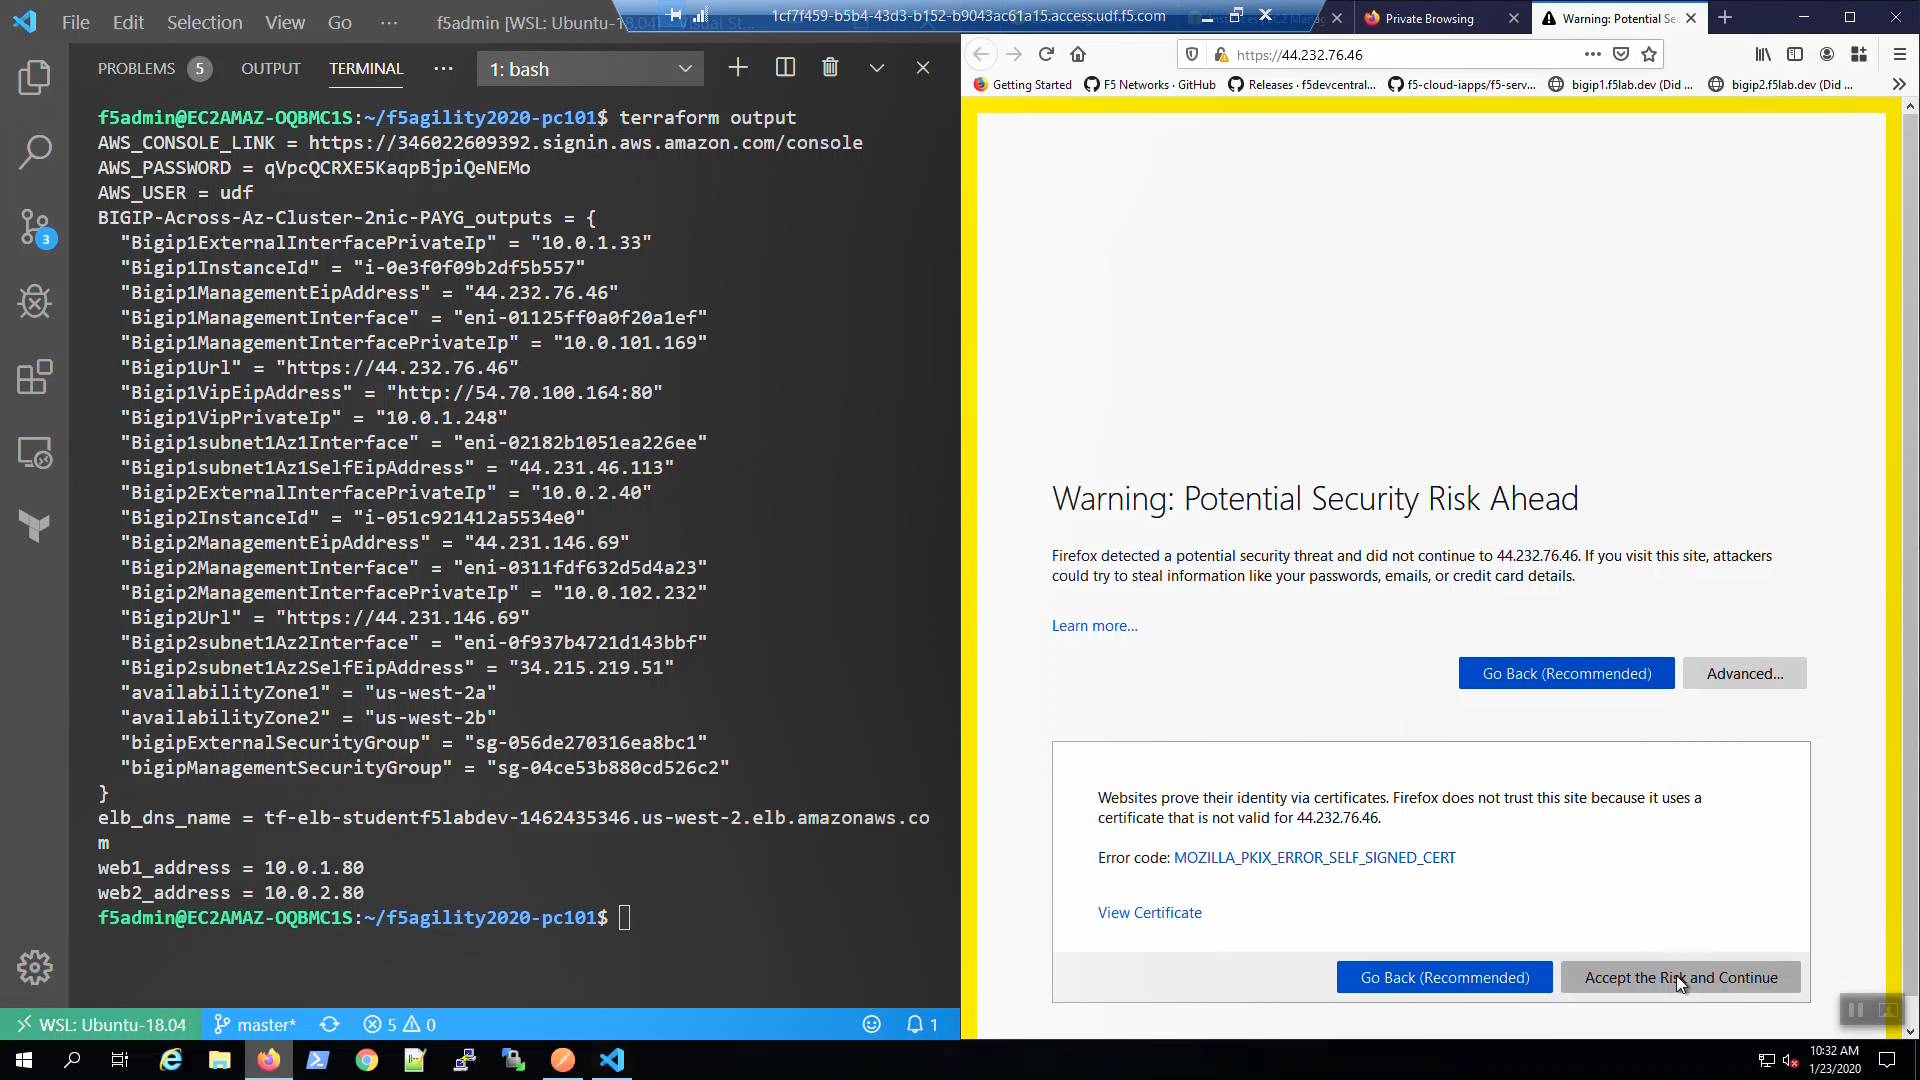 File Edit Selection View Go ··· f5admin [WSL: Ubuntu-18.04
1cf7f459-b5b4-43d3-b152-b9043ac61a15.access.udf.f5.com
Private Browsing
Warning: Potential Se
PROBLEMS 5 OUTPUT TERMINAL ··· 1: bash
https://44.232.76.46
Getting Started F5 Networks · GitHub Releases · f5devcentral... f5-cloud-iapps/f5-serv... bigip1.f5lab.dev (Did ... bigip2.f5lab.dev (Did ...
f5admin@EC2AMAZ-OQBMC1S:~/f5agility2020-pc101$ terraform output
AWS_CONSOLE_LINK = https://346022609392.signin.aws.amazon.com/console
AWS_PASSWORD = qVpcQCRXE5KaqpBjpiQeNEMo
AWS_USER = udf
BIGIP-Across-Az-Cluster-2nic-PAYG_outputs = {
"Bigip1ExternalInterfacePrivateIp" = "10.0.1.33"
"Bigip1InstanceId" = "i-0e3f0f09b2df5b557"
"Bigip1ManagementEipAddress" = "44.232.76.46"
"Bigip1ManagementInterface" = "eni-01125ff0a0f20a1ef"
"Bigip1ManagementInterfacePrivateIp" = "10.0.101.169"
"Bigip1Url" = "https://44.232.76.46"
"Bigip1VipEipAddress" = "http://54.70.100.164:80"
"Bigip1VipPrivateIp" = "10.0.1.248"
"Bigip1subnet1Az1Interface" = "eni-02182b1051ea226ee"
"Bigip1subnet1Az1SelfEipAddress" = "44.231.46.113"
"Bigip2ExternalInterfacePrivateIp" = "10.0.2.40"
"Bigip2InstanceId" = "i-051c921412a5534e0"
"Bigip2ManagementEipAddress" = "44.231.146.69"
"Bigip2ManagementInterface" = "eni-0311fdf632d5d4a23"
"Bigip2ManagementInterfacePrivateIp" = "10.0.102.232"
"Bigip2Url" = "https://44.231.146.69"
"Bigip2subnet1Az2Interface" = "eni-0f937b4721d143bbf"
"Bigip2subnet1Az2SelfEipAddress" = "34.215.219.51"
"availabilityZone1" = "us-west-2a"
"availabilityZone2" = "us-west-2b"
"bigipExternalSecurityGroup" = "sg-056de270316ea8bc1"
"bigipManagementSecurityGroup" = "sg-04ce53b880cd526c2"
}
elb_dns_name = tf-elb-studentf5labdev-1462435346.us-west-2.elb.amazonaws.co
m
web1_address = 10.0.1.80
web2_address = 10.0.2.80
f5admin@EC2AMAZ-OQBMC1S:~/f5agility2020-pc101$
3
Warning: Potential Security Risk Ahead
Firefox detected a potential security threat and did not continue to 44.232.76.46. If you visit this site, attackers
could try to steal information like your passwords, emails, or credit card details.
Learn more...
Go Back (Recommended) Advanced...
Websites prove their identity via certificates. Firefox does not trust this site because it uses a
certificate that is not valid for 44.232.76.46.
Error code: MOZILLA_PKIX_ERROR_SELF_SIGNED_CERT
View Certificate
Go Back (Recommended) Accept the Risk and Continue
WSL: Ubuntu-18.04 master* 5 0 1
10:32 AM
1/23/2020